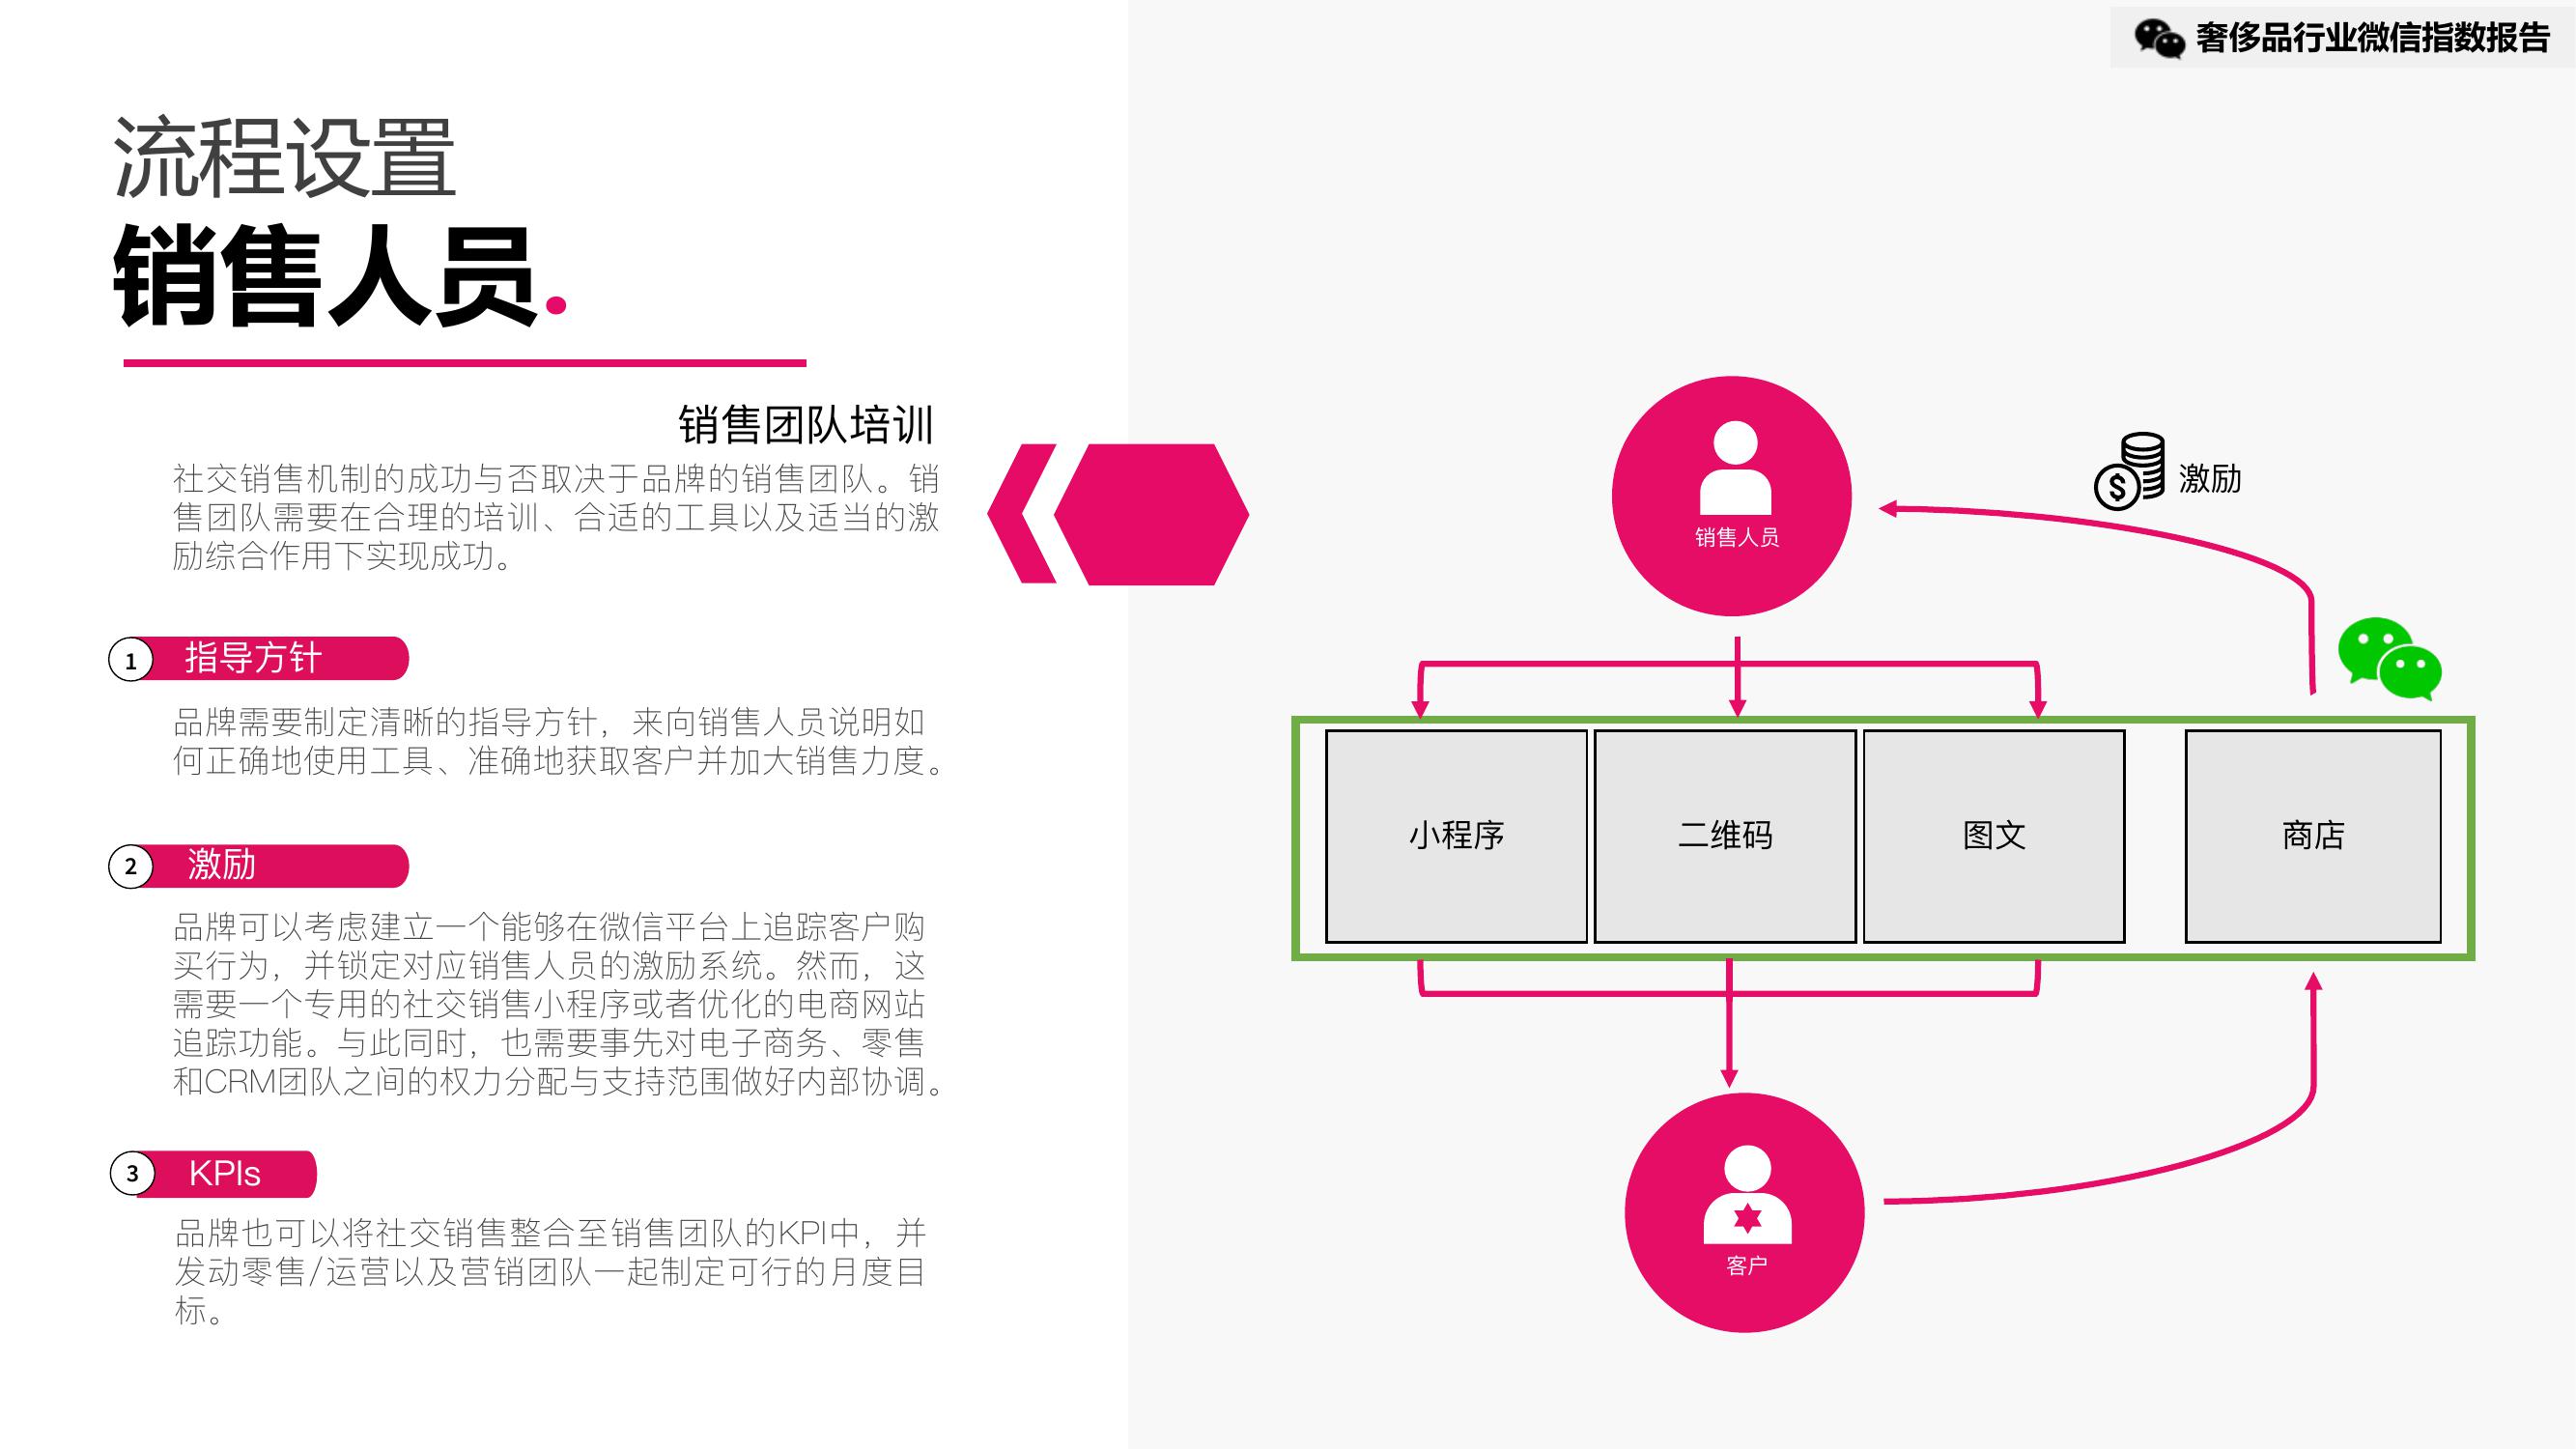 奢侈品行业微信指数报告
流程设置
销售人员.
销售团队培训
社交销售机制的成功与否取决于品牌的销售团队。销
售团队需要在合理的培训、合适的工具以及适当的激
励综合作用下实现成功。
1 指导方针
品牌需要制定清晰的指导方针，来向销售人员说明如
何正确地使用工具、准确地获取客户并加大销售力度。
2 激励
品牌可以考虑建立一个能够在微信平台上追踪客户购
买行为，并锁定对应销售人员的激励系统。然而，这
需要一个专用的社交销售小程序或者优化的电商网站
追踪功能。与此同时，也需要事先对电子商务、零售
和CRM团队之间的权力分配与支持范围做好内部协调。
3 KPIs
品牌也可以将社交销售整合至销售团队的KPI中，并
发动零售/运营以及营销团队一起制定可行的月度目
标。
销售人员
$ 激励
小程序
二维码
图文
商店
客户